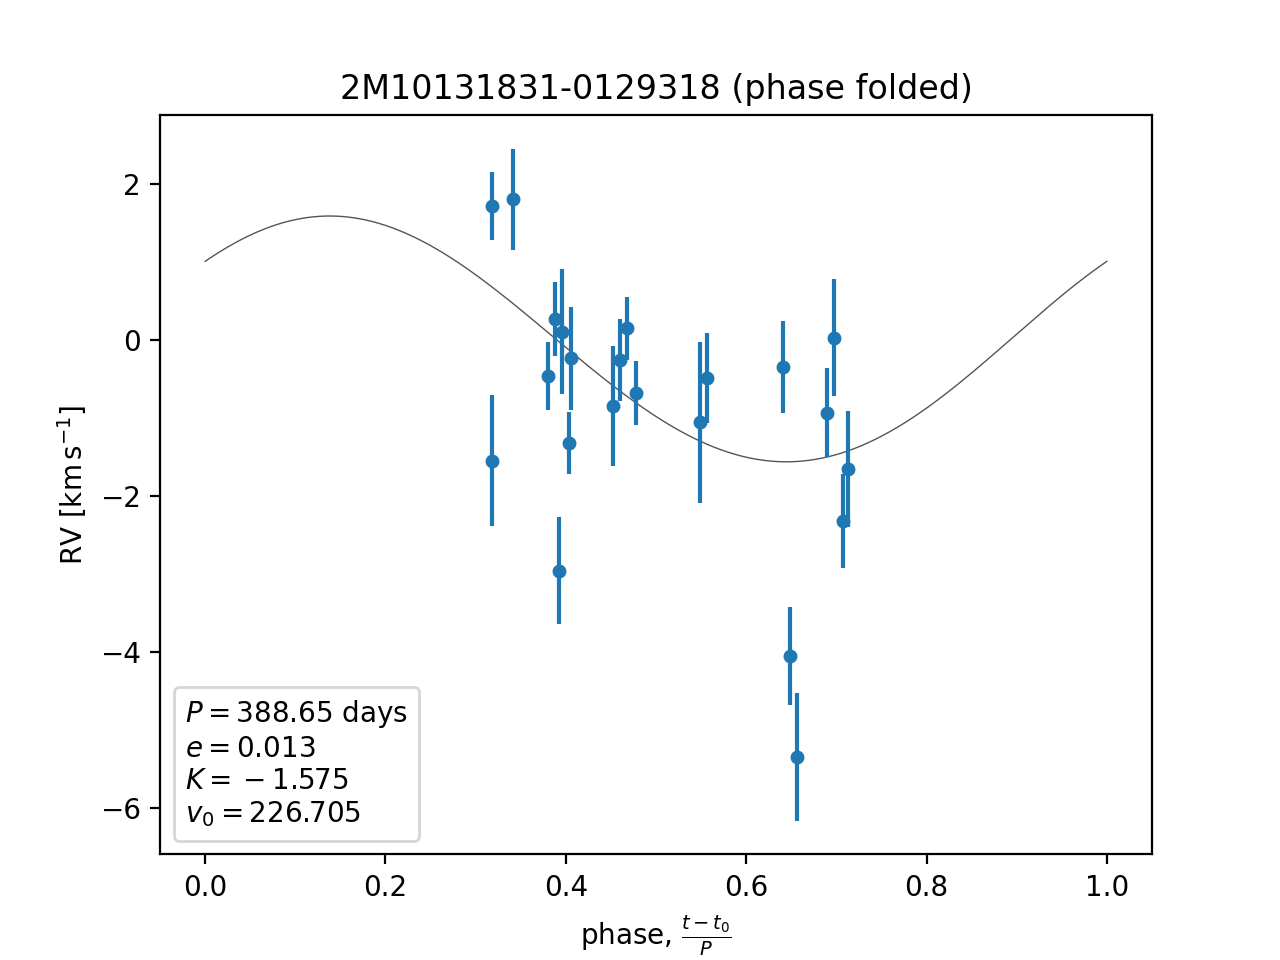 2M10131831-0129318 (phase folded)
2
0
−2
−4
−6
RV [km s⁻¹]
P = 388.65 days
e = 0.013
K = −1.575
v₀ = 226.705
0.0 0.2 0.4 0.6 0.8 1.0
phase, \frac{t − t₀}{P}